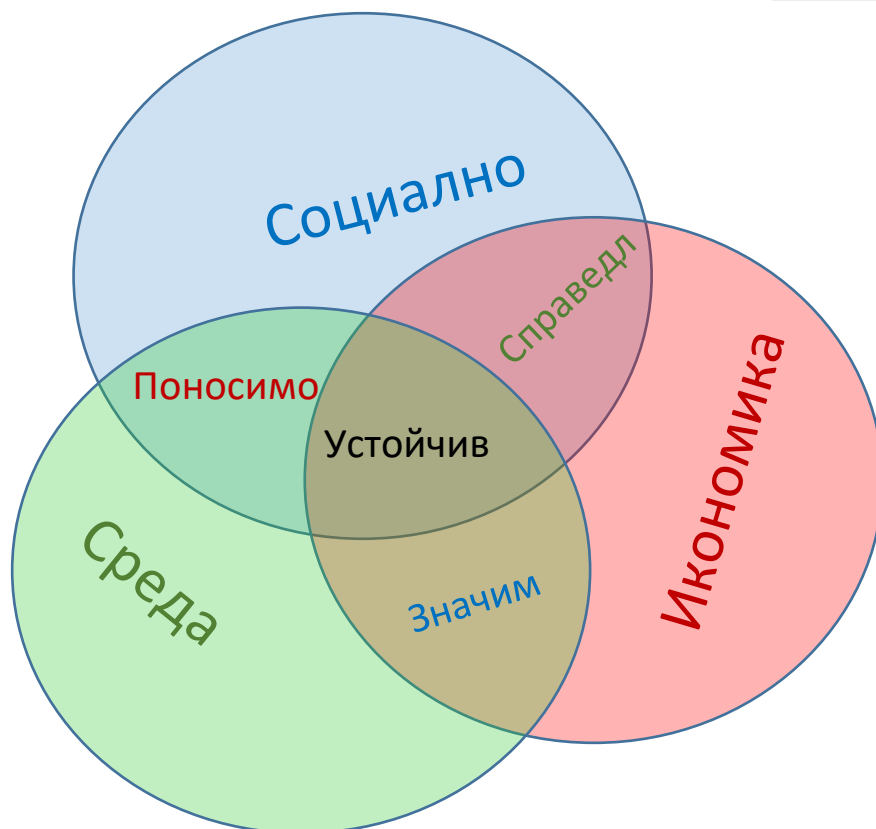 Социално
Справедл
Поносимо
Устойчив
Икономика
Среда
Значим